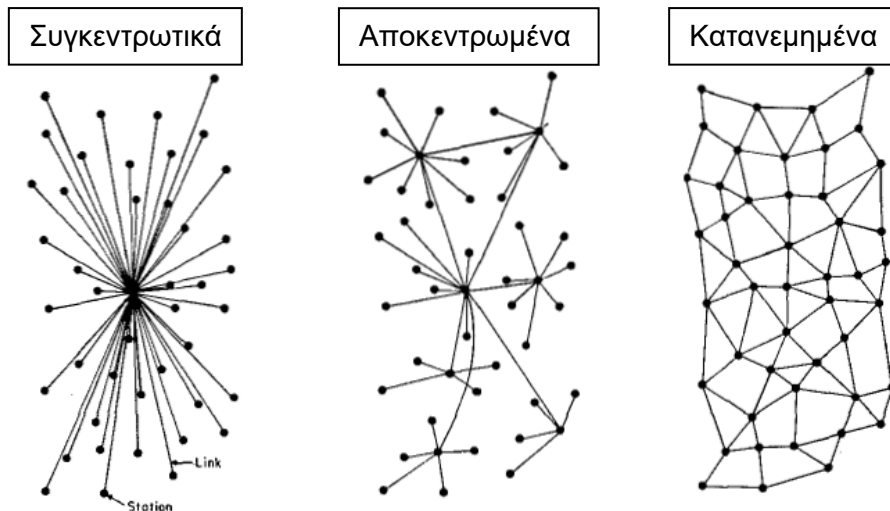 Συγκεντρωτικά
Αποκεντρωμένα
Κατανεμημένα
Link
Station